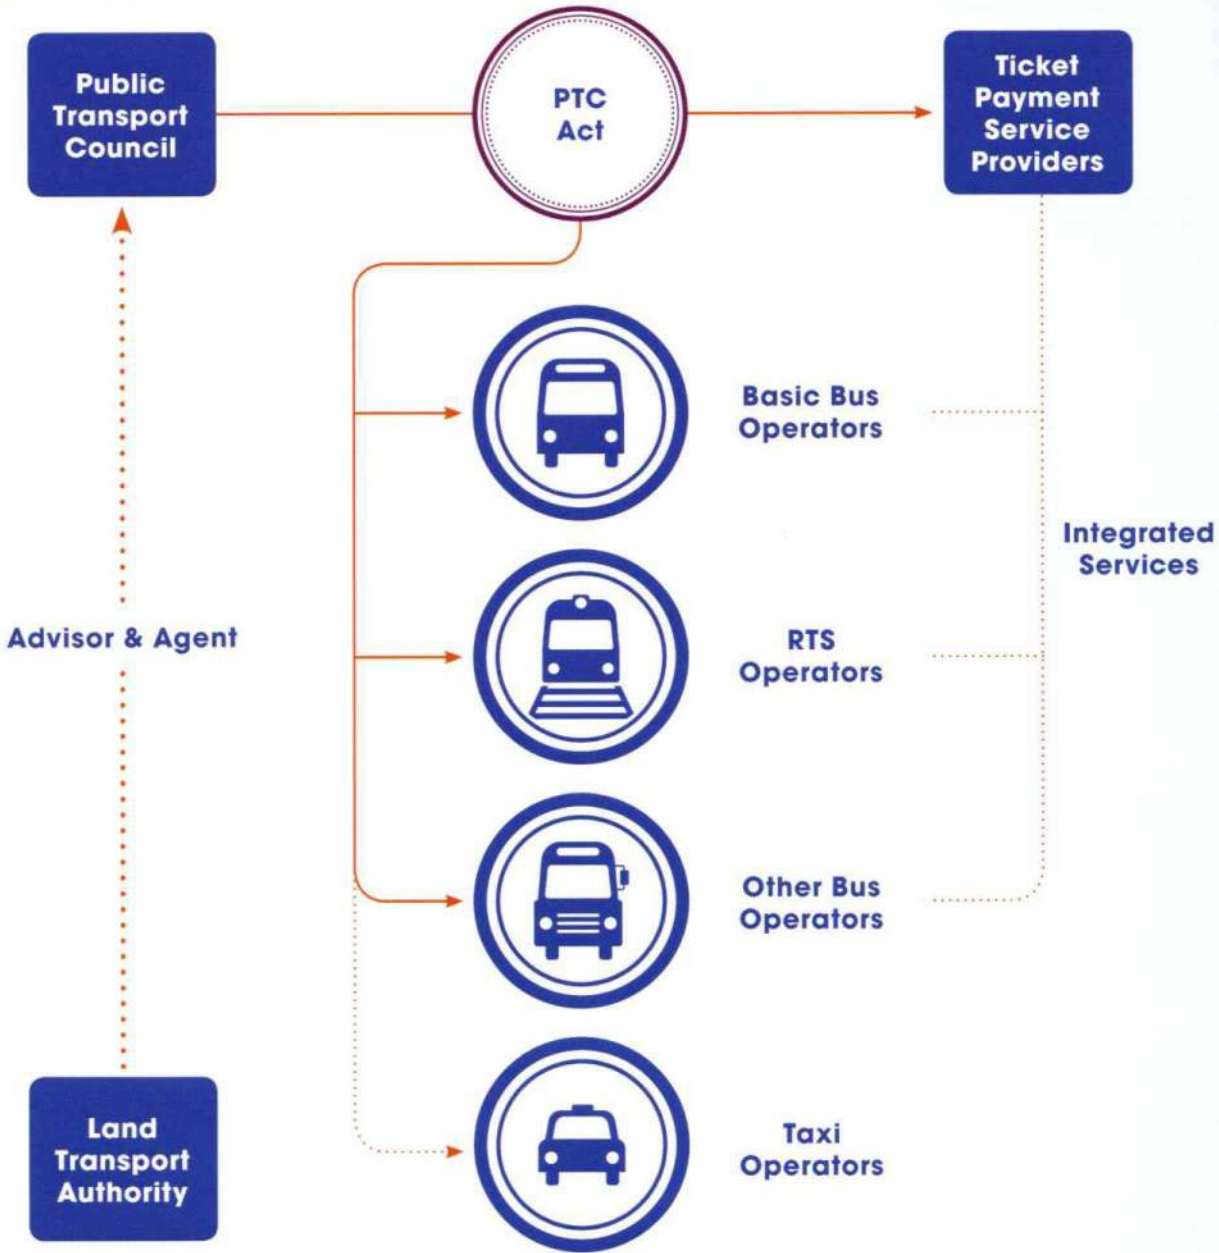 Public
Transport
Council
PTC
Act
Ticket
Payment
Service
Providers
Basic Bus
Operators
Integrated
Services
Advisor & Agent
RTS
Operators
Other Bus
Operators
Land
Transport
Authority
Taxi
Operators